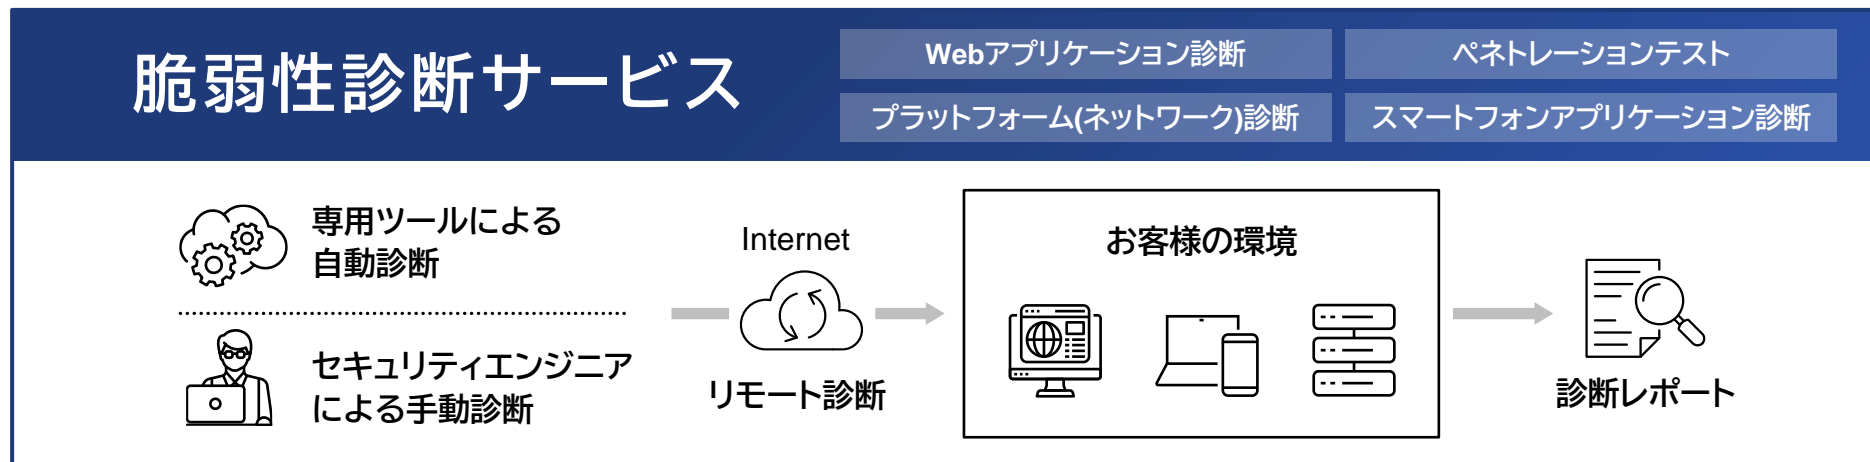 脆弱性診断サービス
Webアプリケーション診断
ペネトレーションテスト
プラットフォーム(ネットワーク)診断
スマートフォンアプリケーション診断
専用ツールによる
自動診断
セキュリティエンジニア
による手動診断
Internet
リモート診断
お客様の環境
診断レポート